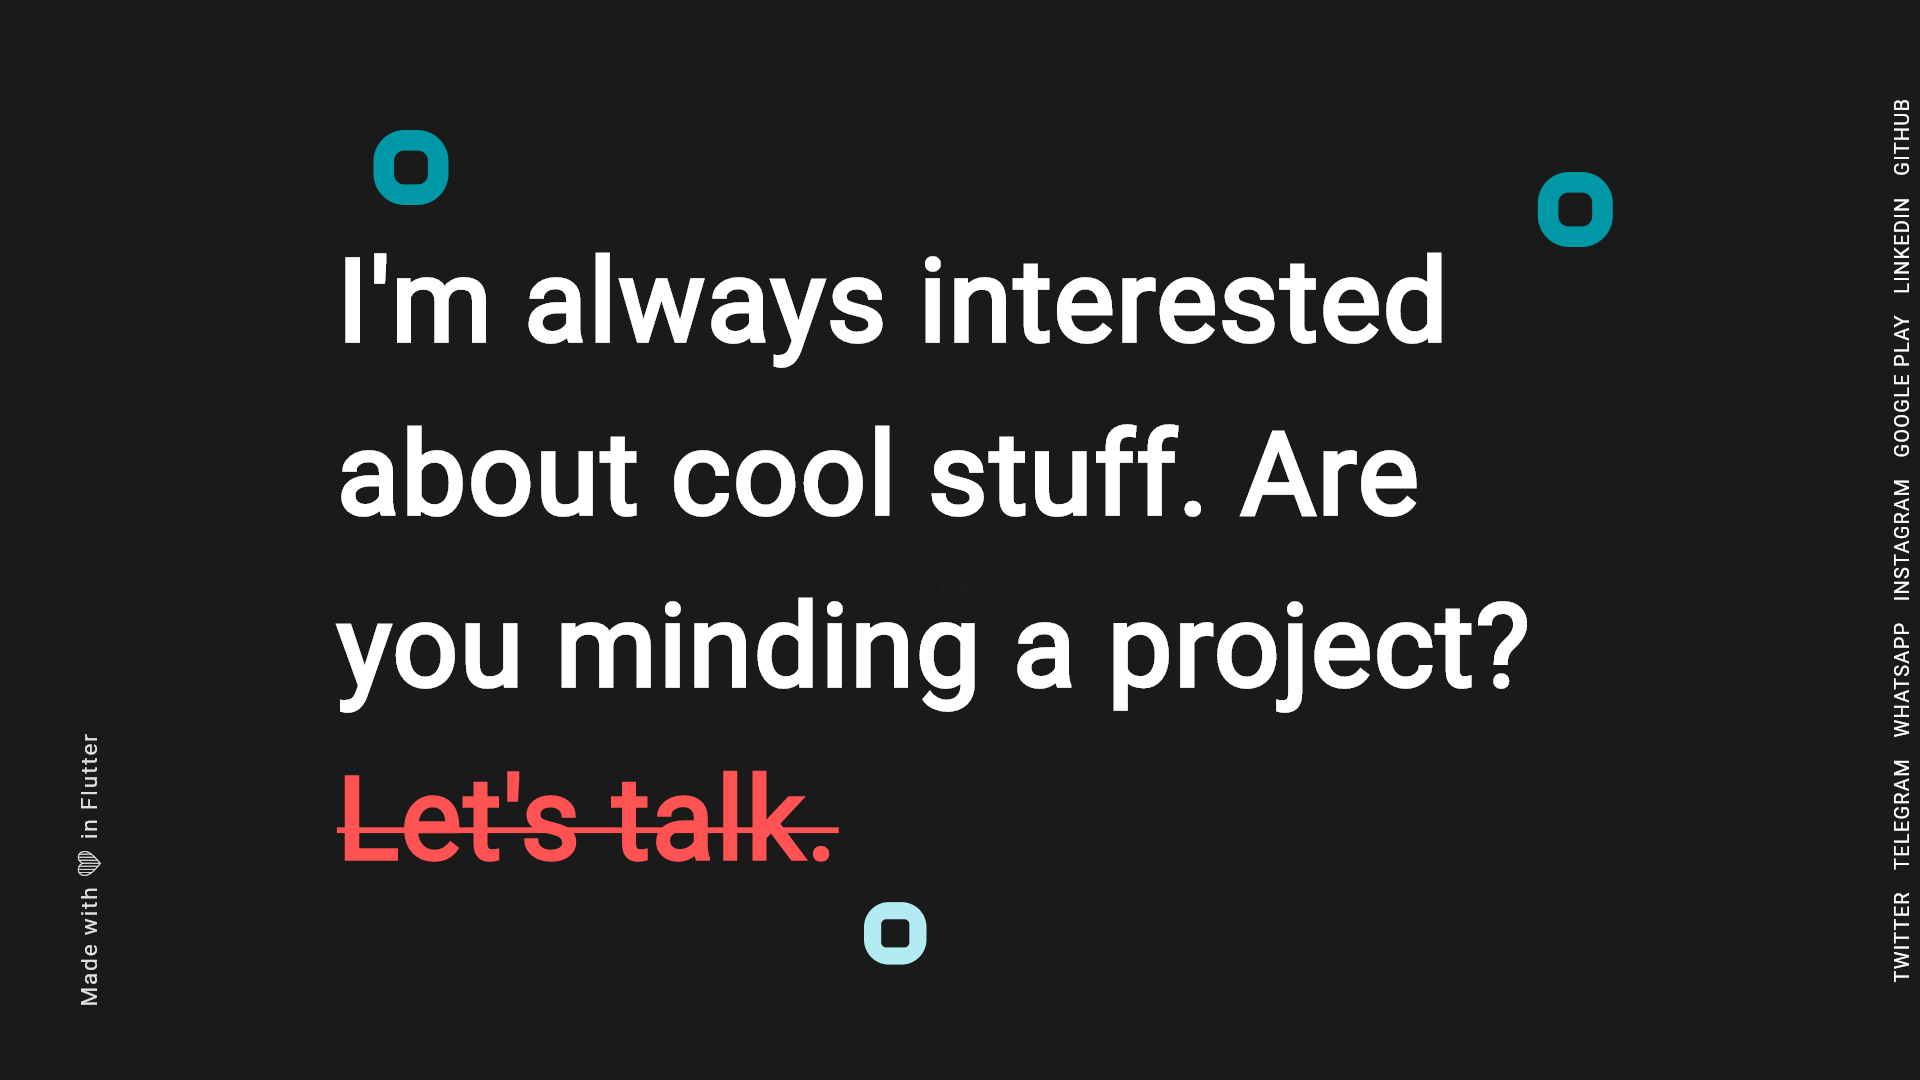 I'm always interested
about cool stuff. Are
you minding a project?
Let's talk.
Made with in Flutter
TWITTER TELEGRAM WHATSAPP INSTAGRAM GOOGLE PLAY LINKEDIN GITHUB